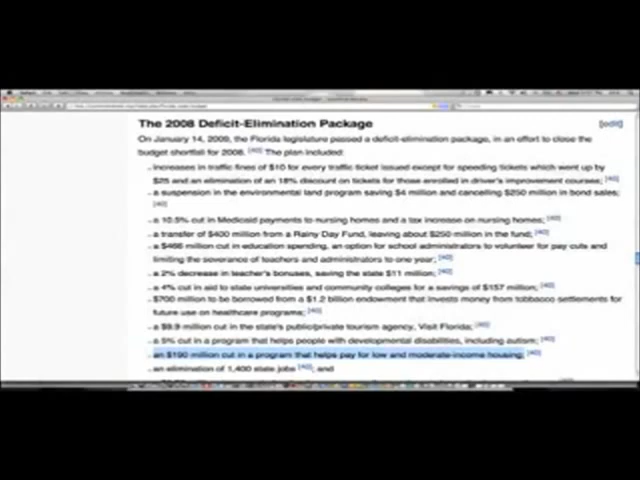 The 2008 Deficit-Elimination Package
[edit]
On January 14, 2009, the Florida legislature passed a deficit-elimination package, in an effort to close the
budget shortfall for 2008. [40] The plan included:
increases in traffic fines of $10 for every traffic ticket issued except for speeding tickets which went up by
$25 and an elimination of an 18% discount on tickets for those enrolled in driver's improvement courses; [40]
a suspension in the environmental land program saving $4 million and cancelling $250 million in bond sales;
[40]
a 10.5% cut in Medicaid payments to nursing homes and a tax increase on nursing homes; [40]
a transfer of $400 million from a Rainy Day Fund, leaving about $250 million in the fund; [40]
a $466 million cut in education spending, an option for school administrators to volunteer for pay cuts and
limiting the severance of teachers and administrators to one year; [40]
a 2% decrease in teacher's bonuses, saving the state $11 million; [40]
a 4% cut in aid to state universities and community colleges for a savings of $157 million; [40]
$700 million to be borrowed from a $1.2 billion endowment that invests money from tobbacco settlements for
future use on healthcare programs; [40]
a $9.9 million cut in the state's public/private tourism agency, Visit Florida; [40]
a 5% cut in a program that helps people with developmental disabilities, including autism; [40]
an $190 million cut in a program that helps pay for low and moderate-income housing; [40]
an elimination of 1,400 state jobs [40]; and